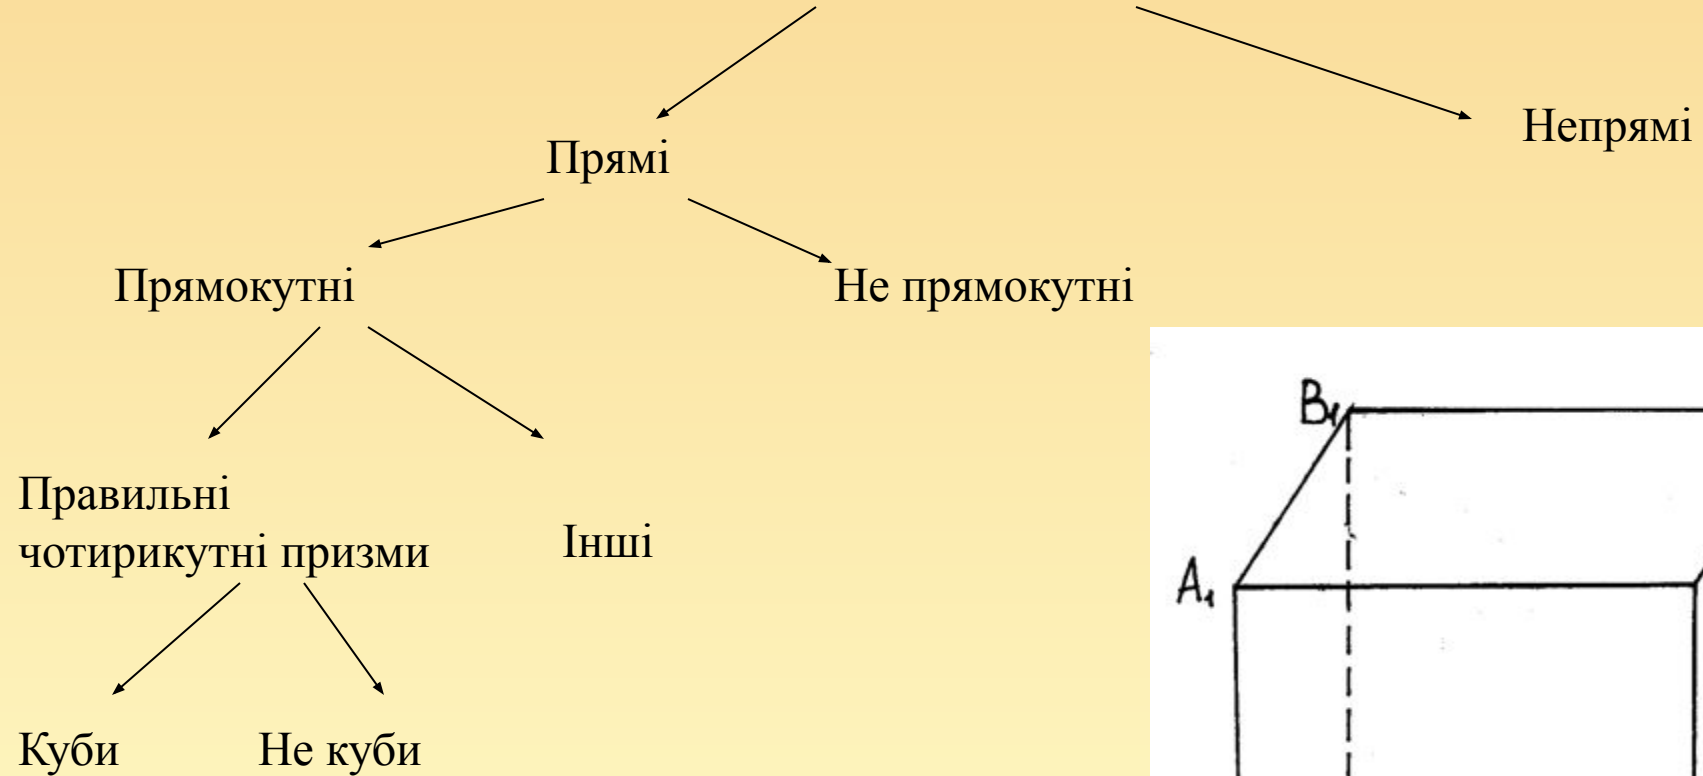 Непрямі
Прямі
Прямокутні
Не прямокутні
B₁
Правильні
чотирикутні призми
Інші
A₁
Куби
Не куби